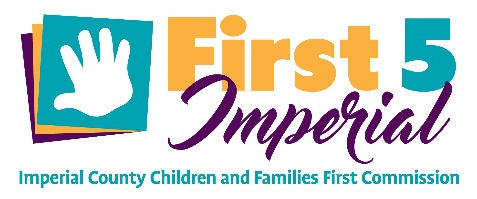 First 5
Imperial
Imperial County Children and Families First Commission